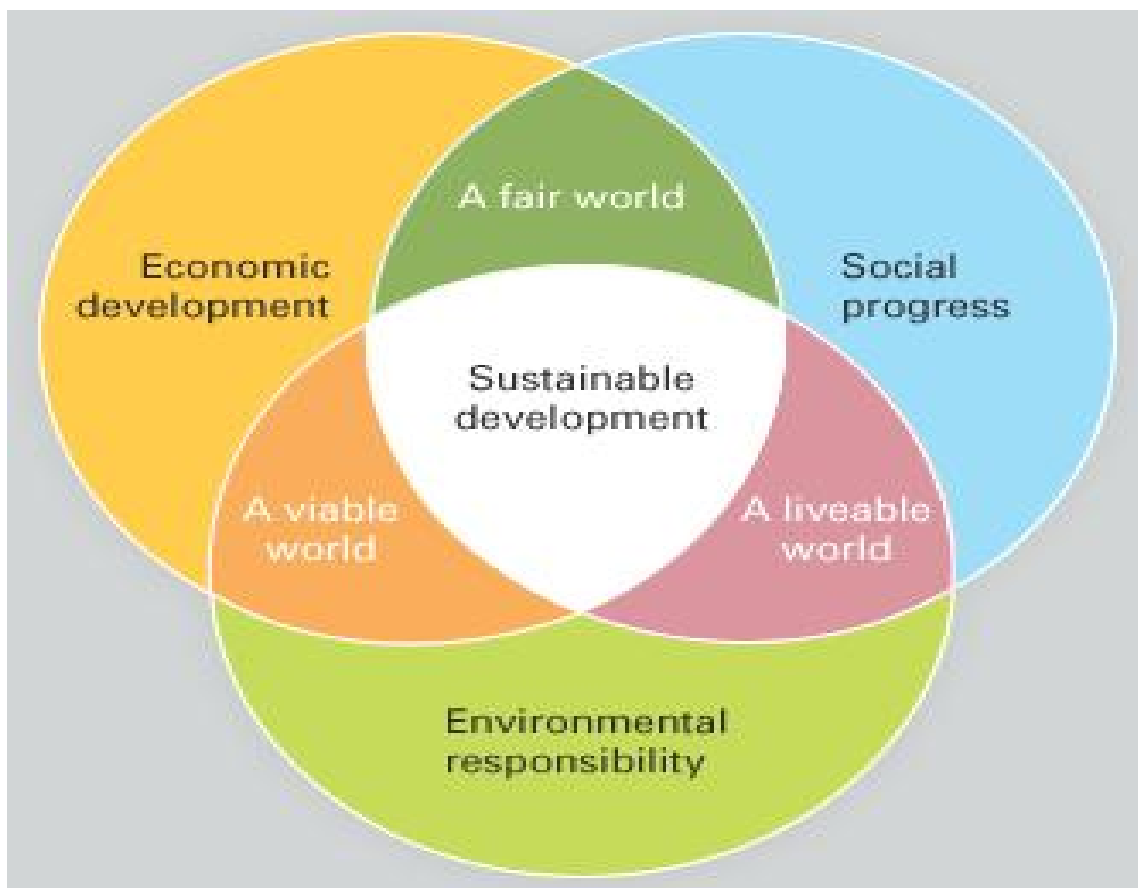 A fair world
Economic
development
Social
progress
Sustainable
development
A viable
world
A liveable
world
Environmental
responsibility